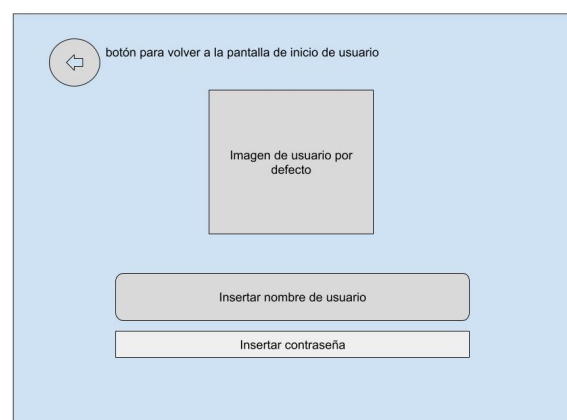 botón para volver a la pantalla de inicio de usuario
Imagen de usuario por
defecto
Insertar nombre de usuario
Insertar contraseña